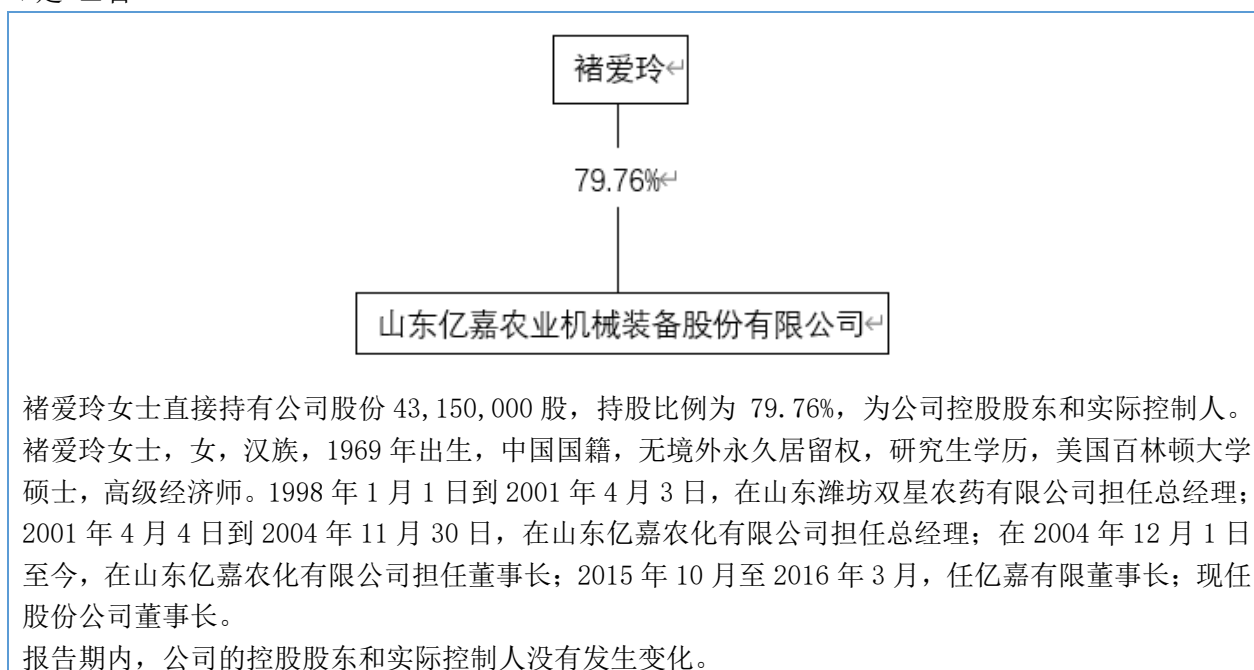 褚爱玲↵
79.76%↵
山东亿嘉农业机械装备股份有限公司↵
褚爱玲女士直接持有公司股份 43,150,000 股，持股比例为 79.76%，为公司控股股东和实际控制人。
褚爱玲女士，女，汉族，1969 年出生，中国国籍，无境外永久居留权，研究生学历，美国百林顿大学
硕士，高级经济师。1998 年 1 月 1 日到 2001 年 4 月 3 日，在山东潍坊双星农药有限公司担任总经理；
2001 年 4 月 4 日到 2004 年 11 月 30 日，在山东亿嘉农化有限公司担任总经理；在 2004 年 12 月 1 日
至今，在山东亿嘉农化有限公司担任董事长；2015 年 10 月至 2016 年 3 月，任亿嘉有限董事长；现任
股份公司董事长。
报告期内，公司的控股股东和实际控制人没有发生变化。